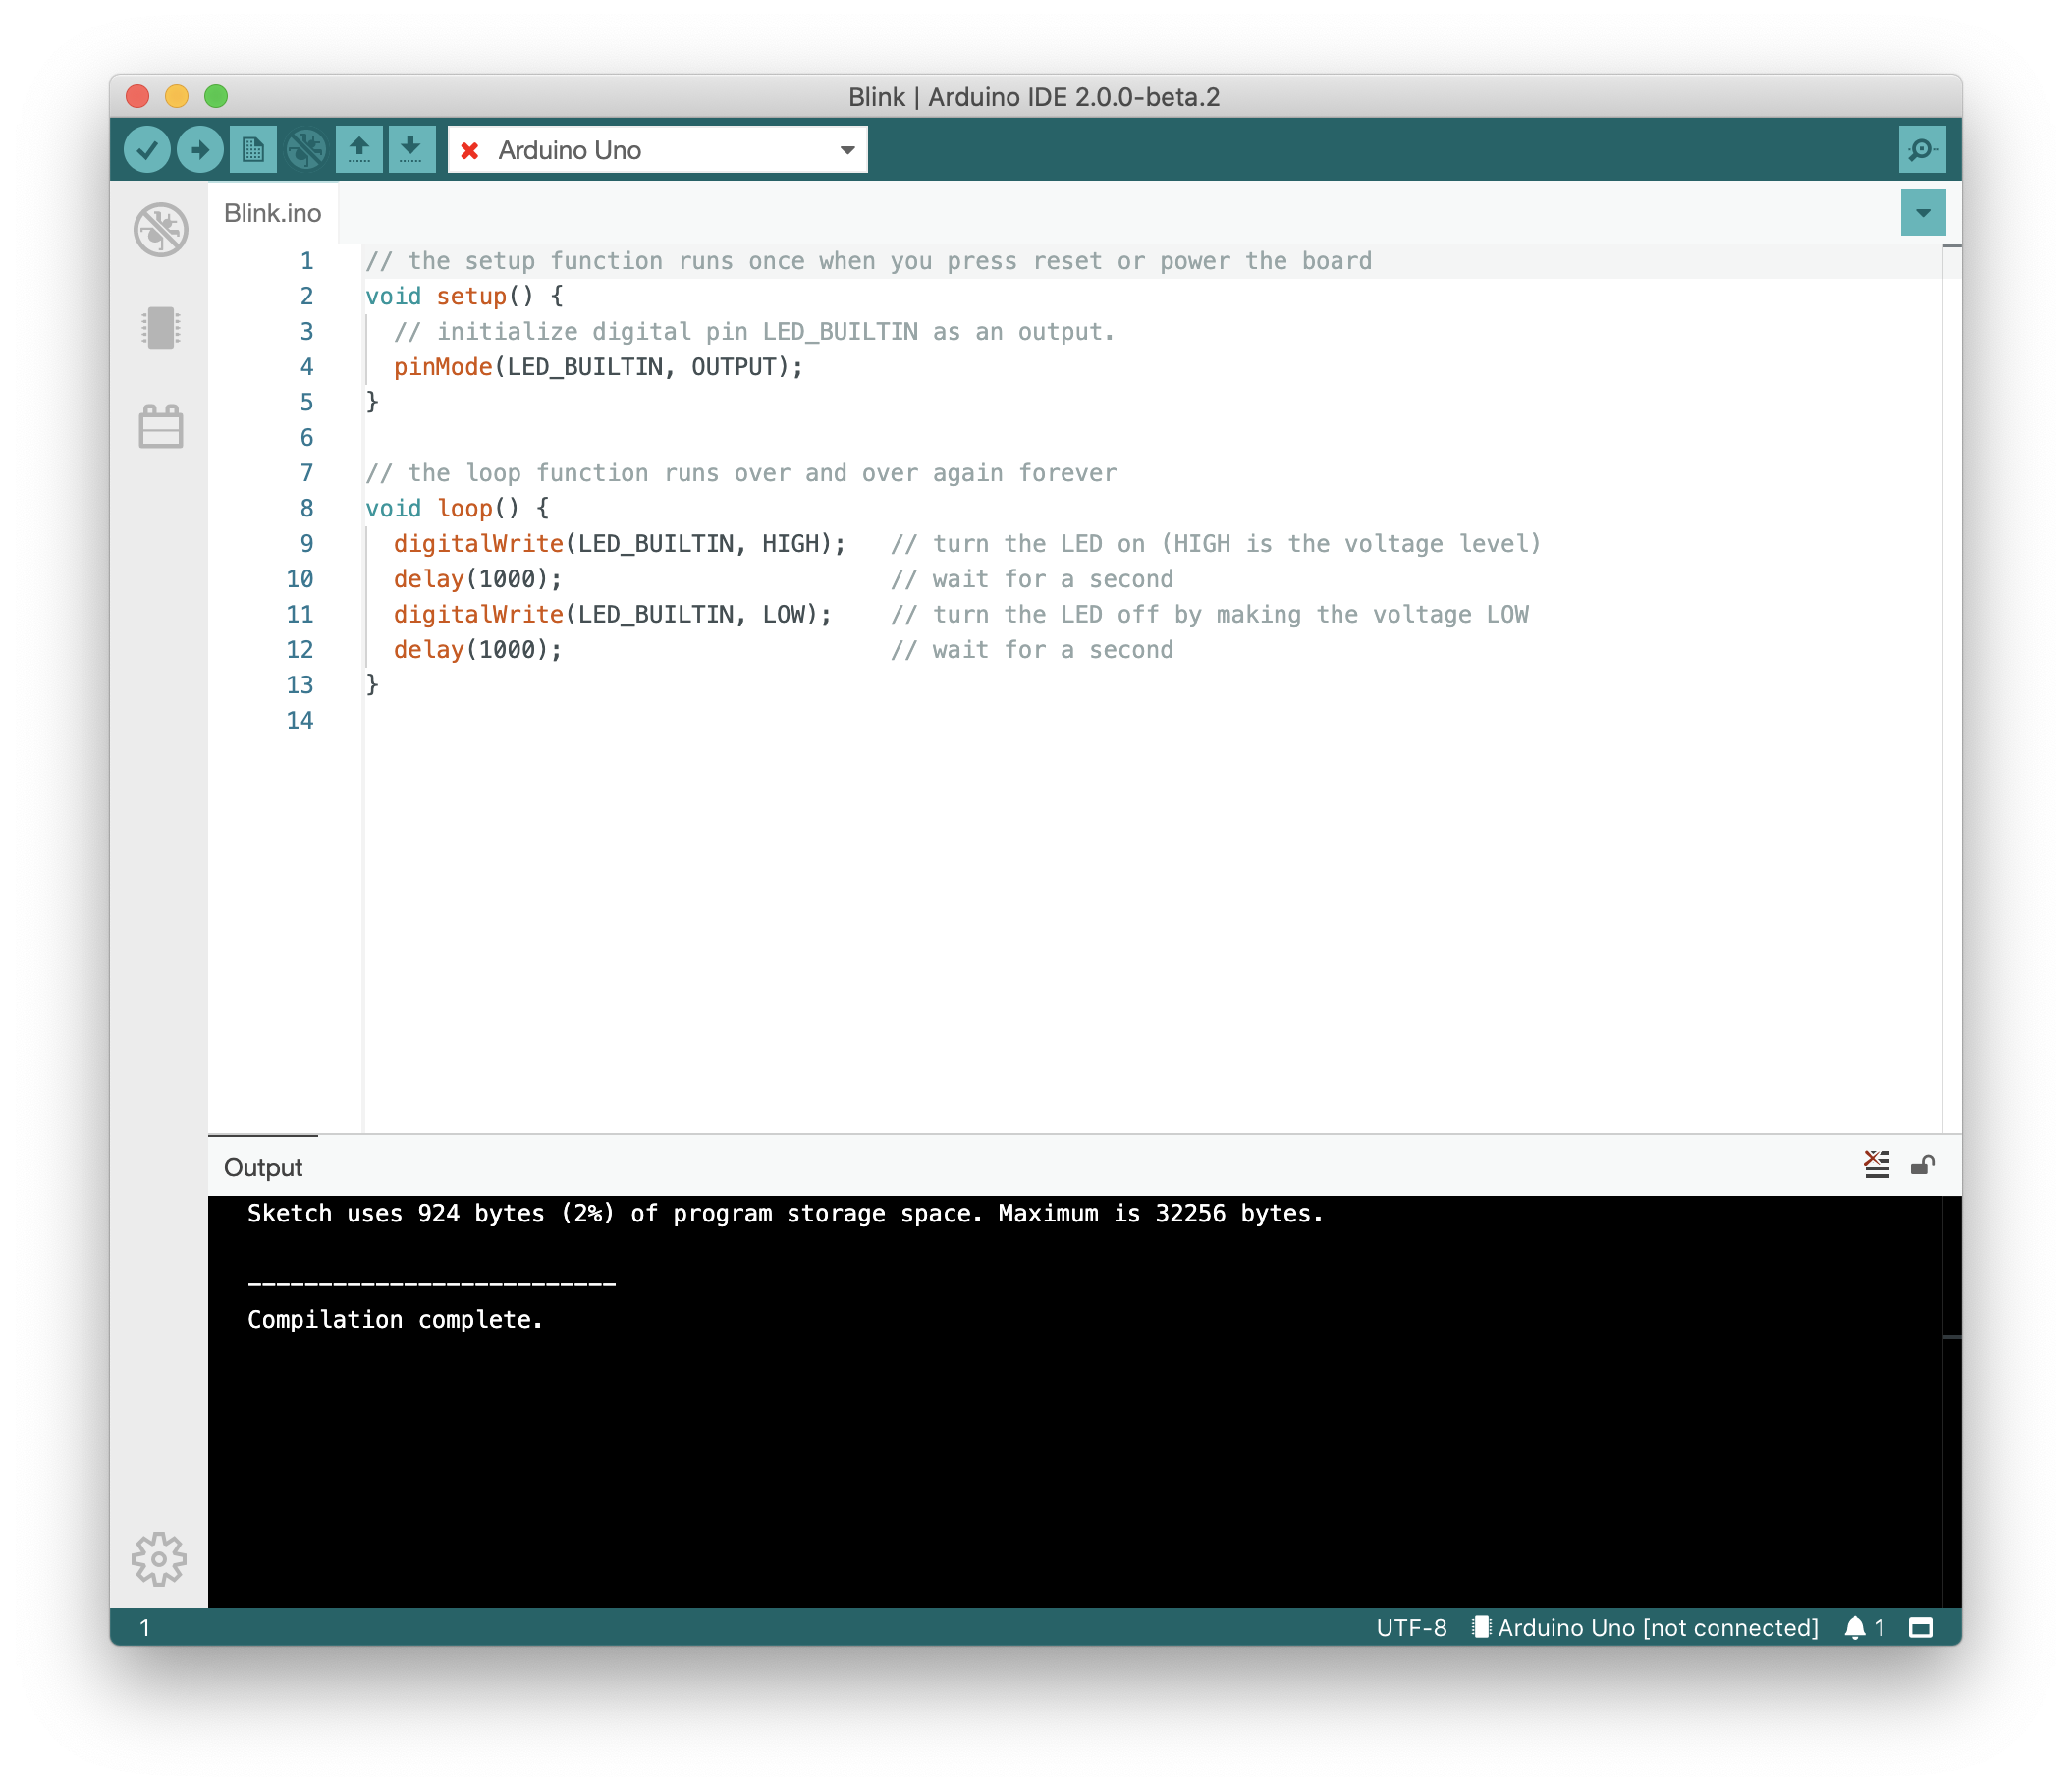 Blink | Arduino IDE 2.0.0-beta.2
Arduino Uno
Blink.ino
1 // the setup function runs once when you press reset or power the board
2 void setup() {
3   // initialize digital pin LED_BUILTIN as an output.
4   pinMode(LED_BUILTIN, OUTPUT);
5 }
6
7 // the loop function runs over and over again forever
8 void loop() {
9   digitalWrite(LED_BUILTIN, HIGH);   // turn the LED on (HIGH is the voltage level)
10   delay(1000);                       // wait for a second
11   digitalWrite(LED_BUILTIN, LOW);    // turn the LED off by making the voltage LOW
12   delay(1000);                       // wait for a second
13 }
14
Output
Sketch uses 924 bytes (2%) of program storage space. Maximum is 32256 bytes.
--------------------------
Compilation complete.
1 UTF-8 Arduino Uno [not connected] 1